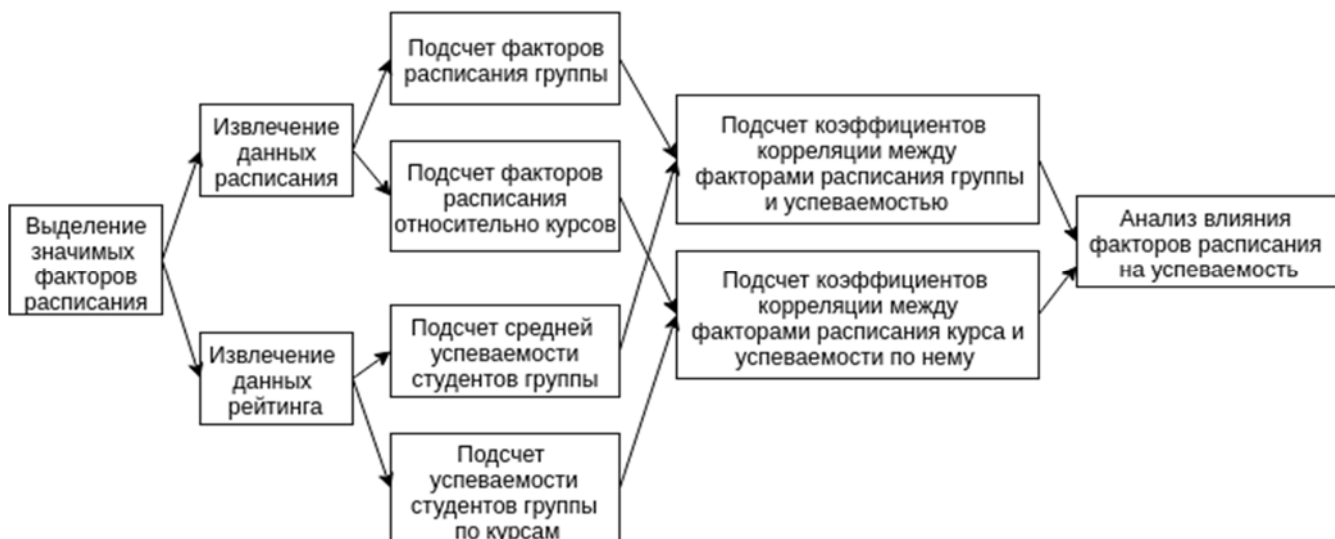 Выделение
значимых
факторов
расписания
Извлечение
данных
расписания
Извлечение
данных
рейтинга
Подсчет факторов
расписания группы
Подсчет факторов
расписания
относительно курсов
Подсчет средней
успеваемости
студентов группы
Подсчет
успеваемости
студентов группы
по курсам
Подсчет коэффициентов
корреляции между
факторами расписания группы
и успеваемостью
Подсчет коэффициентов
корреляции между
факторами расписания курса и
успеваемости по нему
Анализ влияния
факторов расписания
на успеваемость